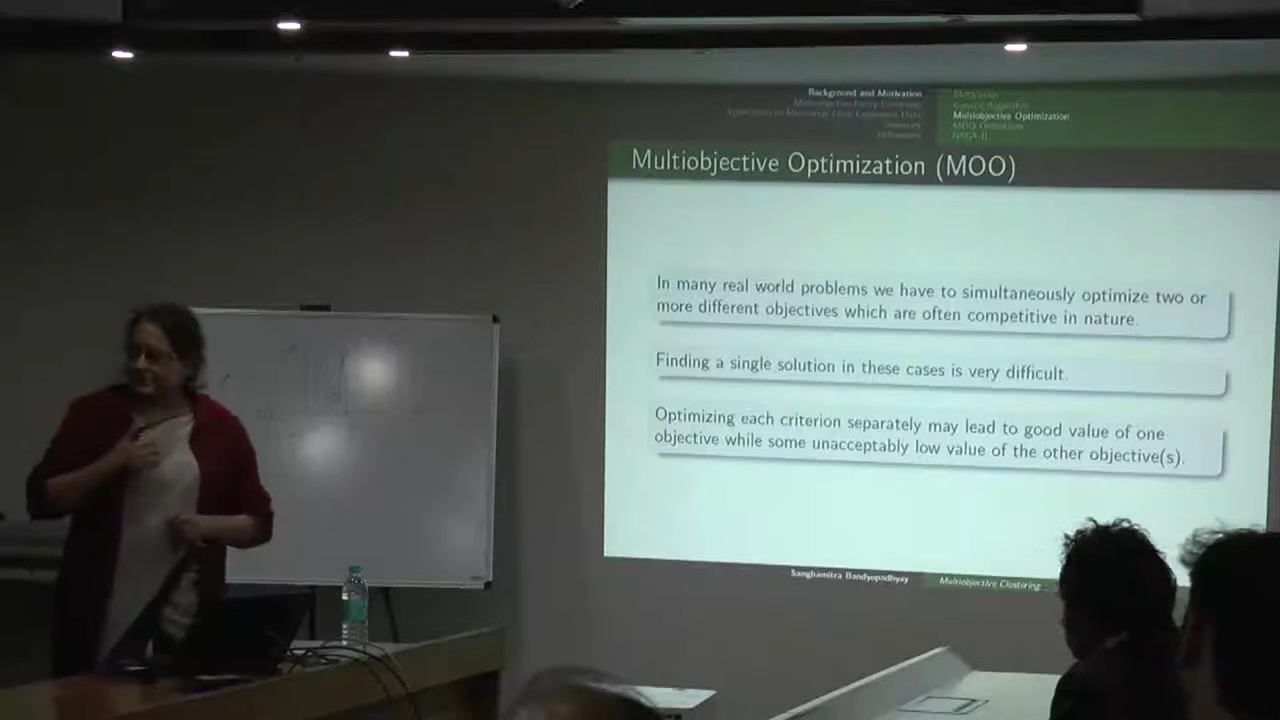 Background and Motivation
Multiobjective Optimization
Multiobjective Optimization (MOO)
In many real world problems we have to simultaneously optimize two or
more different objectives which are often competitive in nature.
Finding a single solution in these cases is very difficult.
Optimizing each criterion separately may lead to good value of one
objective while some unacceptably low value of the other objective(s).
Sanghamitra Bandyopadhyay
Multiobjective Clustering